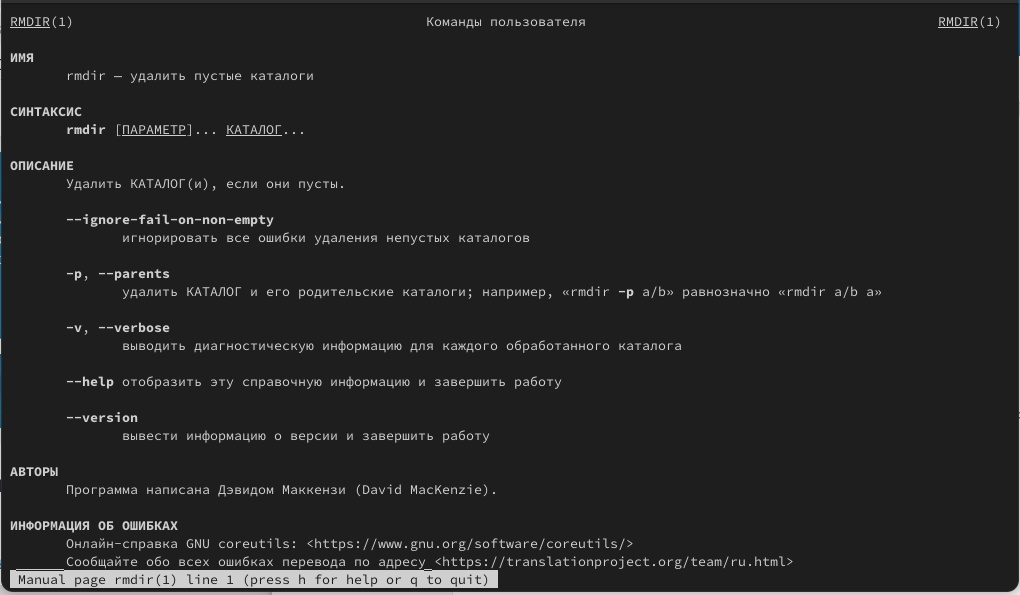 RMDIR(1) Команды пользователя RMDIR(1)
ИМЯ
rmdir — удалить пустые каталоги
СИНТАКСИС
rmdir [ПАРАМЕТР]... КАТАЛОГ...
ОПИСАНИЕ
Удалить КАТАЛОГ(и), если они пусты.
--ignore-fail-on-non-empty
игнорировать все ошибки удаления непустых каталогов
-p, --parents
удалить КАТАЛОГ и его родительские каталоги; например, «rmdir -p a/b» равнозначно «rmdir a/b a»
-v, --verbose
выводить диагностическую информацию для каждого обработанного каталога
--help отобразить эту справочную информацию и завершить работу
--version
вывести информацию о версии и завершить работу
АВТОРЫ
Программа написана Дэвидом Маккензи (David MacKenzie).
ИНФОРМАЦИЯ ОБ ОШИБКАХ
Онлайн-справка GNU coreutils: <https://www.gnu.org/software/coreutils/>
Сообщайте обо всех ошибках перевода по адресу <https://translationproject.org/team/ru.html>
Manual page rmdir(1) line 1 (press h for help or q to quit)